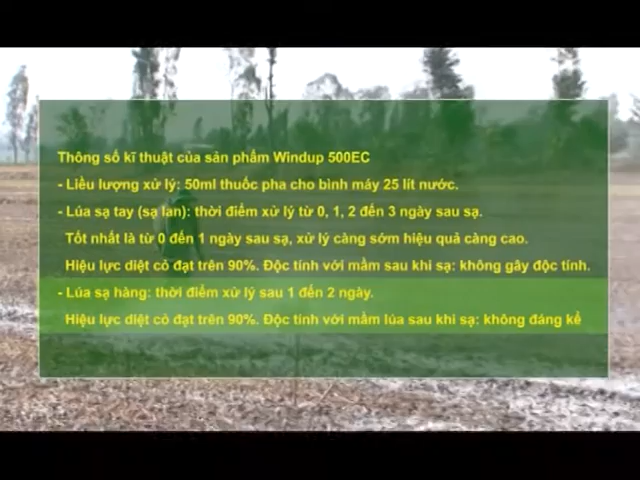 Thông số kĩ thuật của sản phẩm Windup 500EC
- Liều lượng xử lý: 50ml thuốc pha cho bình máy 25 lít nước.
- Lúa sạ tay (sạ lan): thời điểm xử lý từ 0, 1, 2 đến 3 ngày sau sạ.
Tốt nhất là từ 0 đến 1 ngày sau sạ, xử lý càng sớm hiệu quả càng cao.
Hiệu lực diệt cỏ đạt trên 90%. Độc tính với mầm sau khi sạ: không gây độc tính.
- Lúa sạ hàng: thời điểm xử lý sau 1 đến 2 ngày.
Hiệu lực diệt cỏ đạt trên 90%. Độc tính với mầm lúa sau khi sạ: không đáng kể